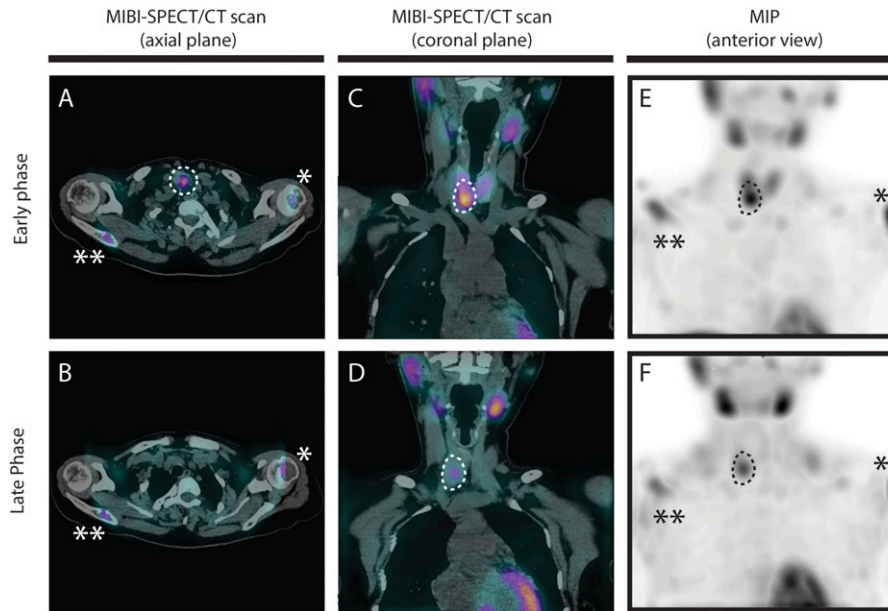 MIBI-SPECT/CT scan
(axial plane)
MIBI-SPECT/CT scan
(coronal plane)
MIP
(anterior view)
Early phase
A
*
**
C
E
*
**
Late Phase
B
*
**
D
F
*
**